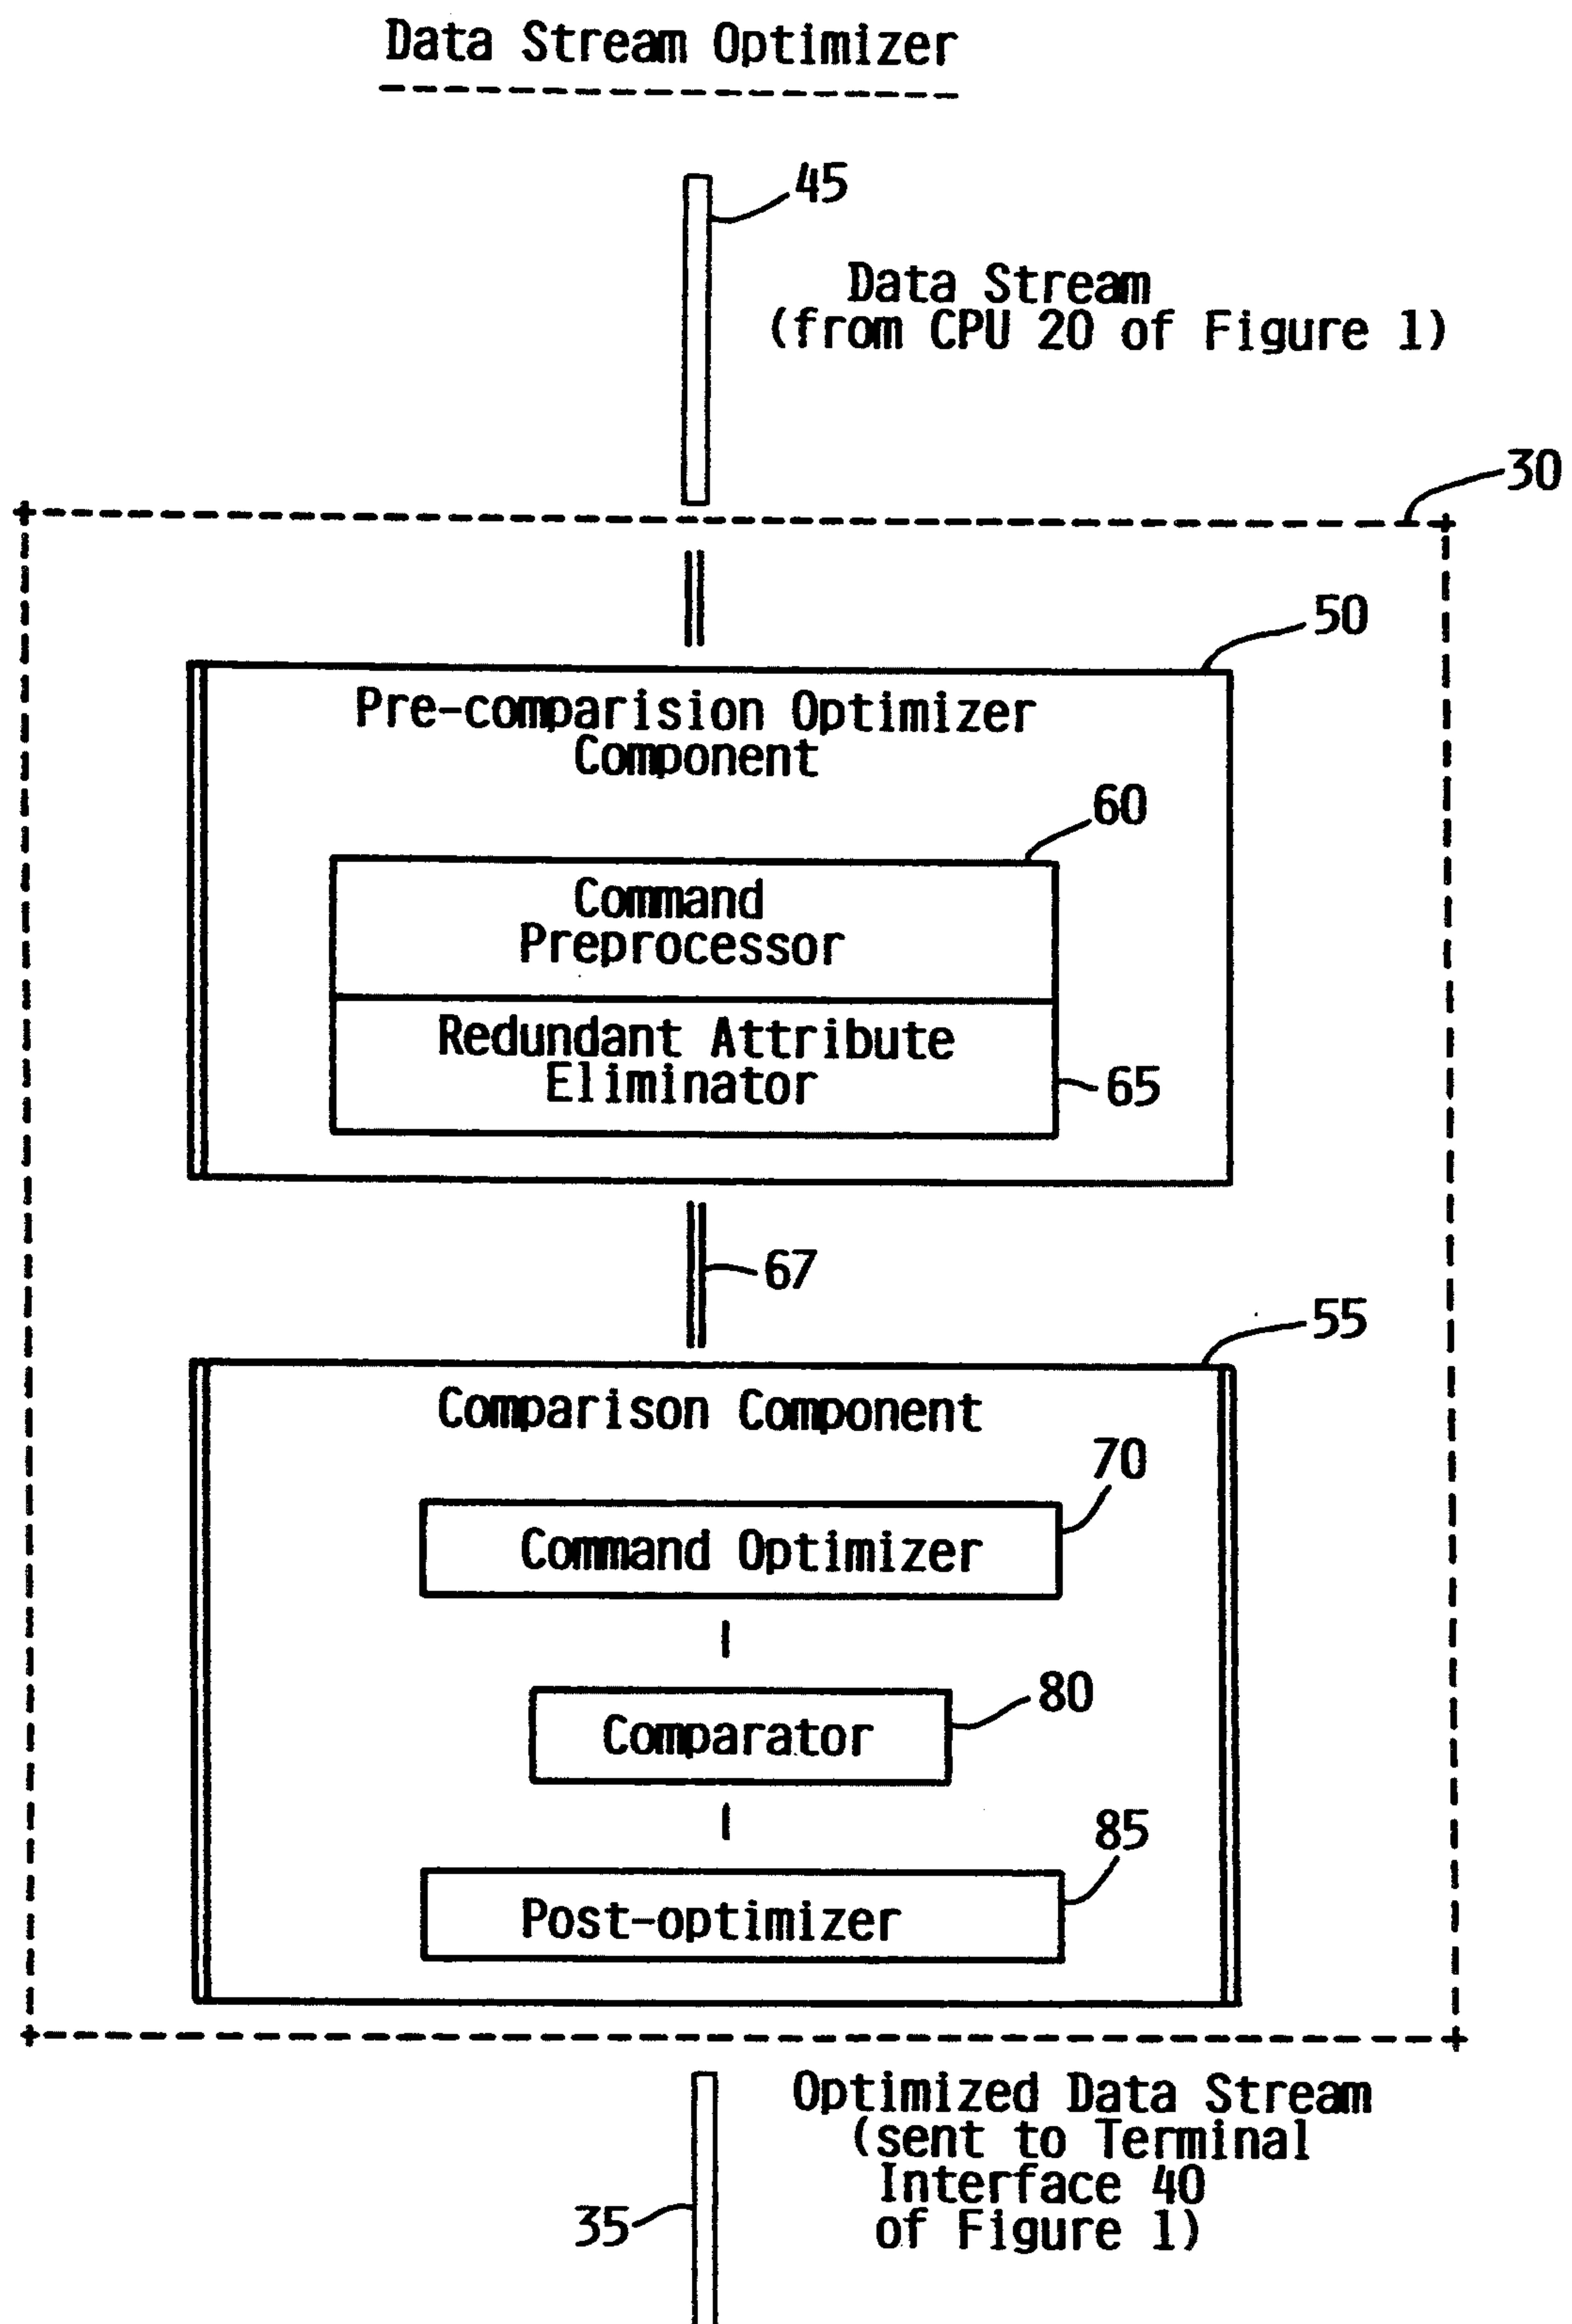 Data Stream Optimizer
45
Data Stream
(from CPU 20 of Figure 1)
30
50
Pre-comparision Optimizer
Component
60
Command
Preprocessor
Redundant Attribute
Eliminator
65
67
55
Comparison Component
70
Command Optimizer
80
Comparator
85
Post-optimizer
Optimized Data Stream
(sent to Terminal
Interface 40
of Figure 1)
35